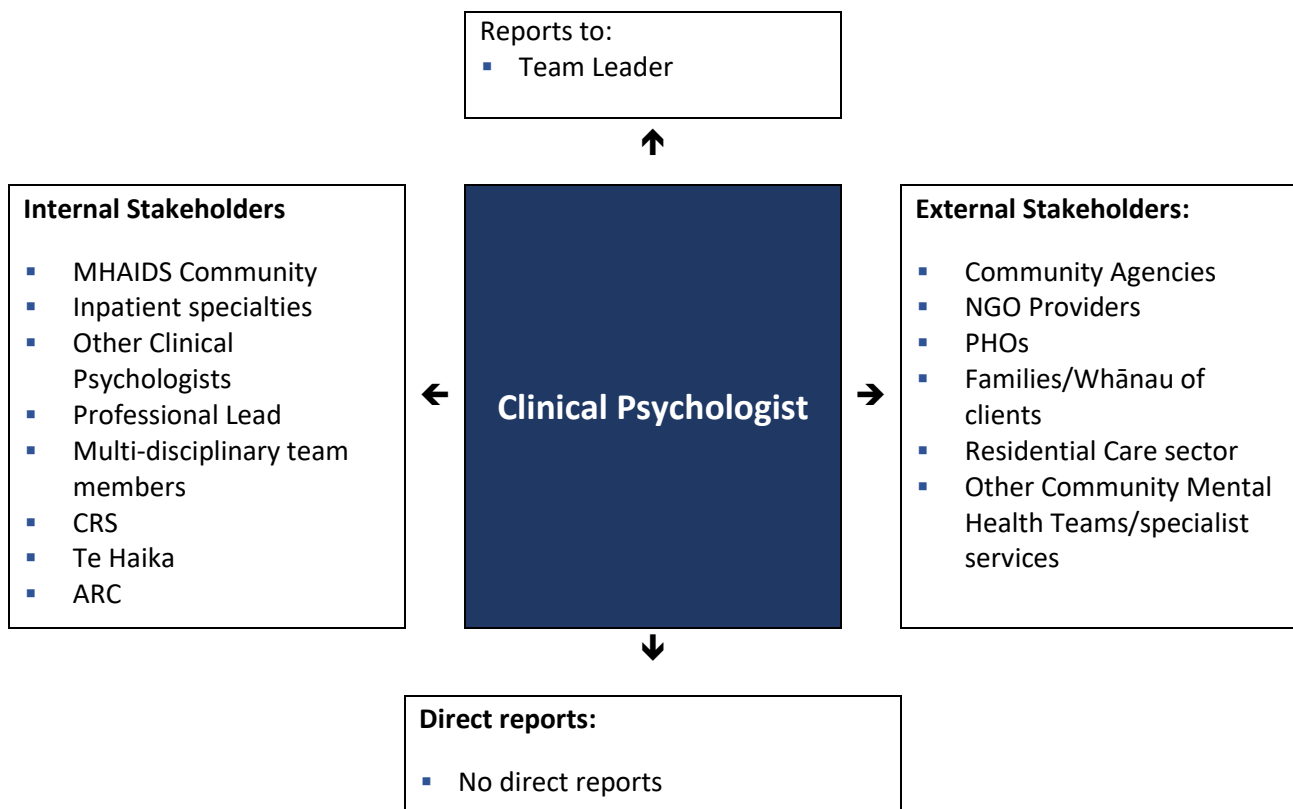 Reports to:
▪ Team Leader
Internal Stakeholders
▪ MHAIDS Community
▪ Inpatient specialties
▪ Other Clinical
Psychologists
▪ Professional Lead
▪ Multi-disciplinary team
members
▪ CRS
▪ Te Haika
▪ ARC
Clinical Psychologist
External Stakeholders:
▪ Community Agencies
▪ NGO Providers
▪ PHOs
▪ Families/Whānau of
clients
▪ Residential Care sector
▪ Other Community Mental
Health Teams/specialist
services
Direct reports:
▪ No direct reports